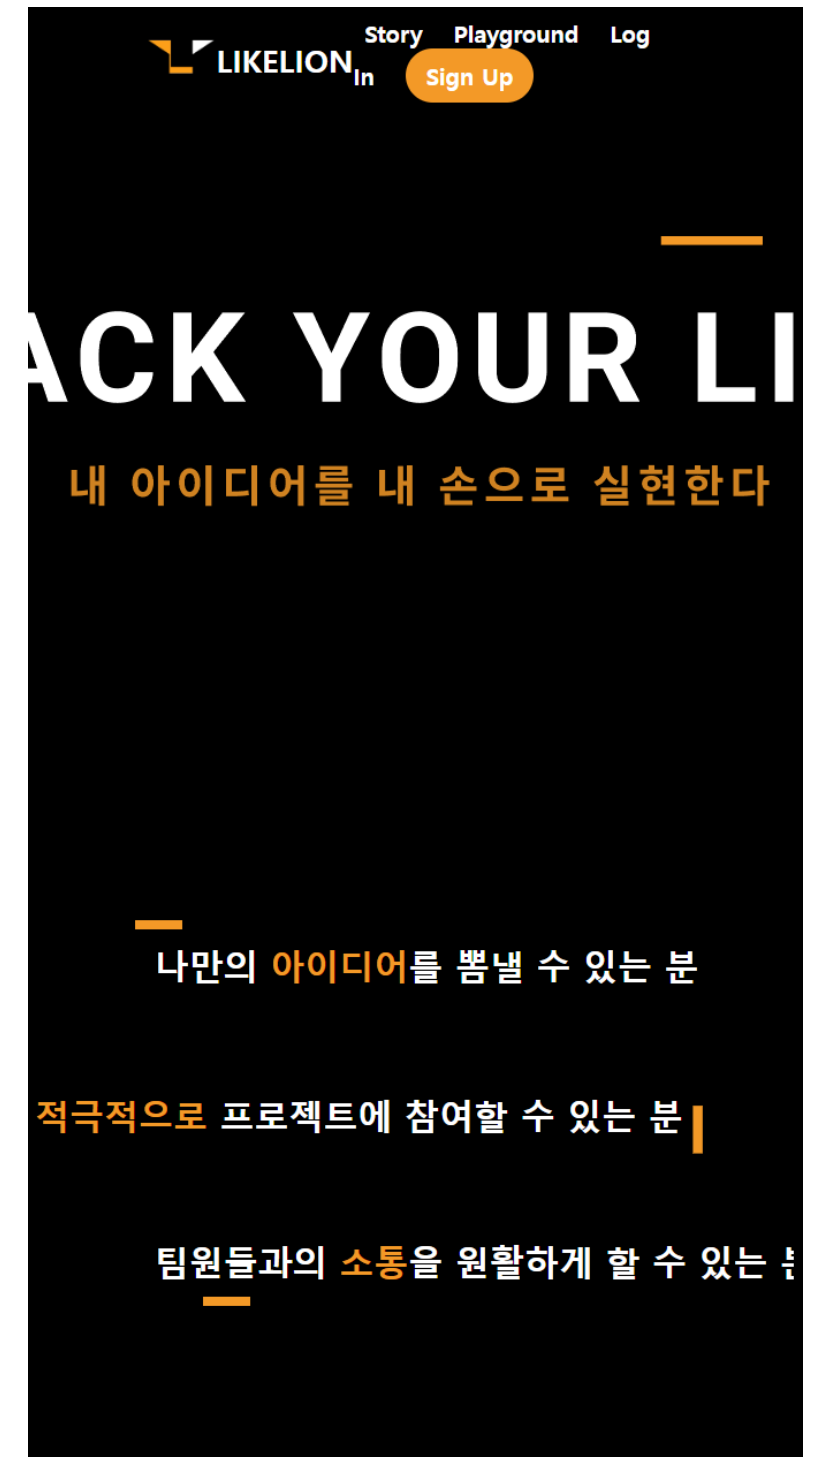 LIKELION
Story Playground Log
In Sign Up
ACK YOUR LI
내 아이디어를 내 손으로 실현한다
나만의 아이디어를 뽐낼 수 있는 분
적극적으로 프로젝트에 참여할 수 있는 분
팀원들과의 소통을 원활하게 할 수 있는